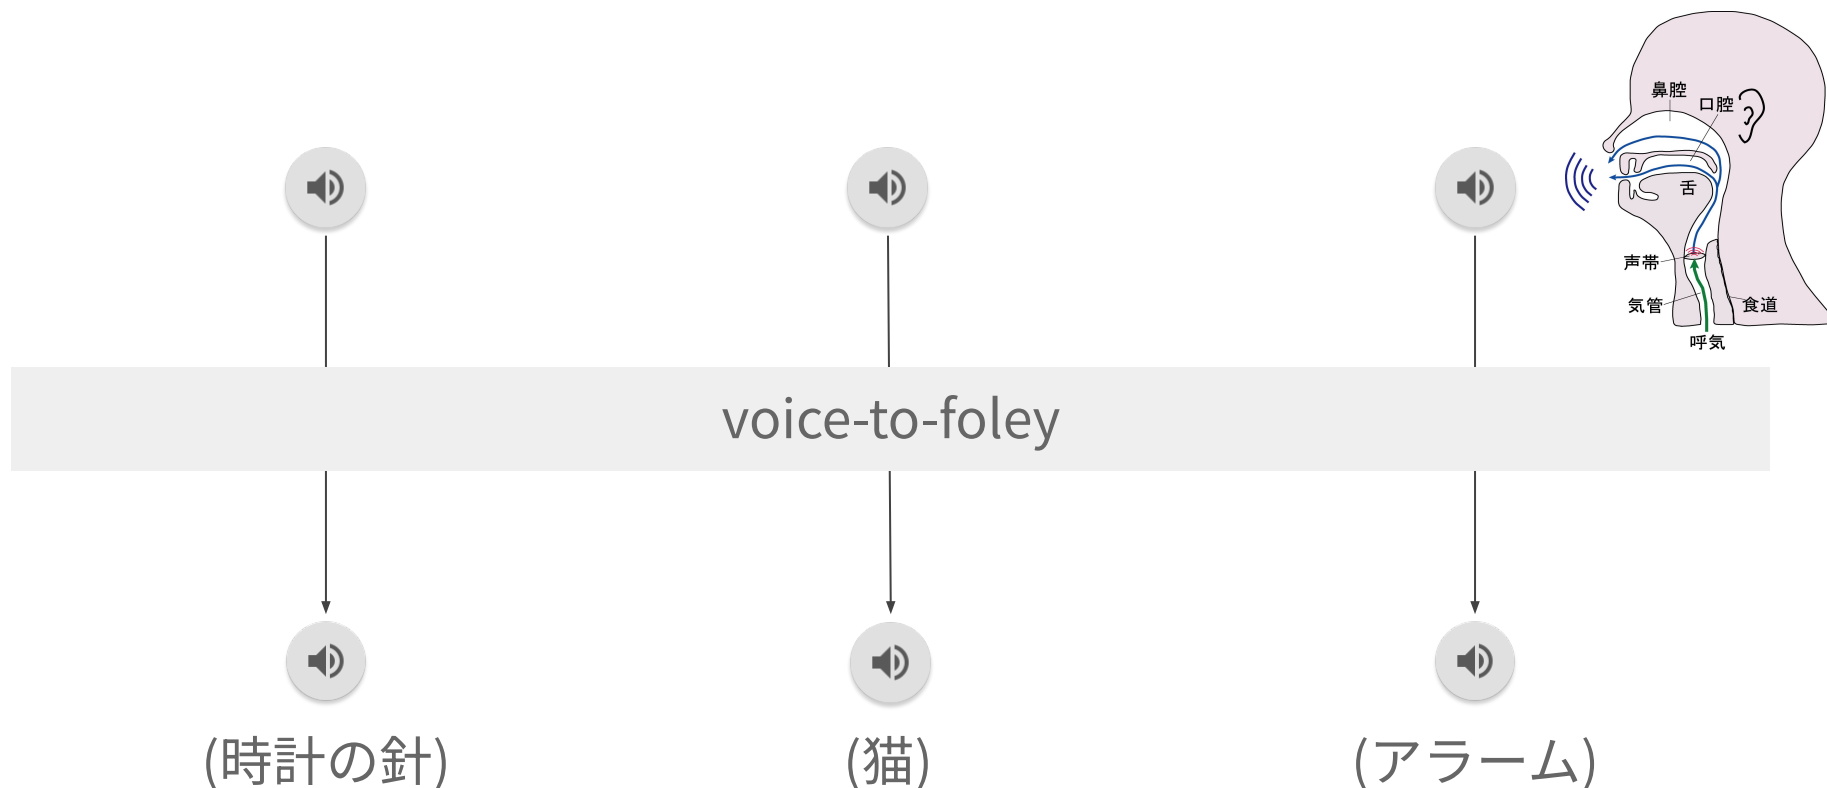 鼻腔
口腔
舌
声帯
気管
食道
呼気
voice-to-foley
(時計の針)
(猫)
(アラーム)